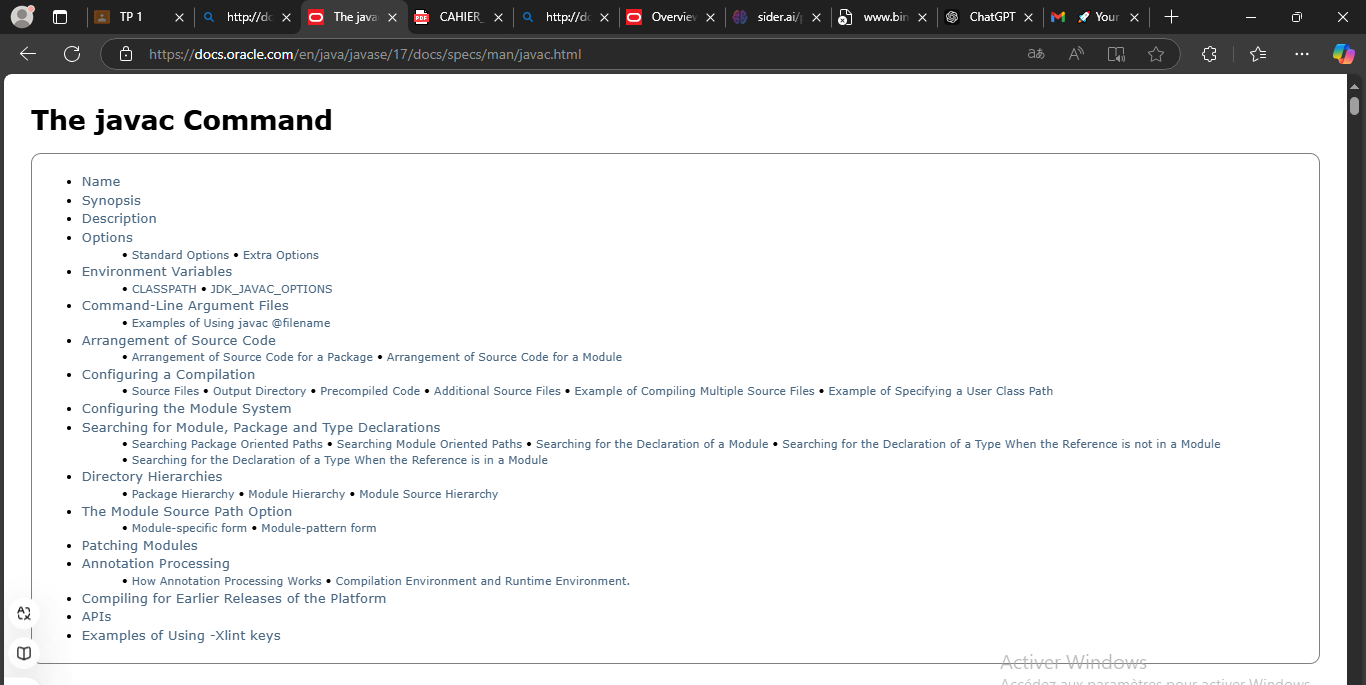 TP 1 http://dc The java CAHIER_ http://dc Overview sider.ai/ www.bin ChatGPT Your
https://docs.oracle.com/en/java/javase/17/docs/specs/man/javac.html
The javac Command
• Name
• Synopsis
• Description
• Options
• Standard Options • Extra Options
• Environment Variables
• CLASSPATH • JDK_JAVAC_OPTIONS
• Command-Line Argument Files
• Examples of Using javac @filename
• Arrangement of Source Code
• Arrangement of Source Code for a Package • Arrangement of Source Code for a Module
• Configuring a Compilation
• Source Files • Output Directory • Precompiled Code • Additional Source Files • Example of Compiling Multiple Source Files • Example of Specifying a User Class Path
• Configuring the Module System
• Searching for Module, Package and Type Declarations
• Searching Package Oriented Paths • Searching Module Oriented Paths • Searching for the Declaration of a Module • Searching for the Declaration of a Type When the Reference is not in a Module
• Searching for the Declaration of a Type When the Reference is in a Module
• Directory Hierarchies
• Package Hierarchy • Module Hierarchy • Module Source Hierarchy
• The Module Source Path Option
• Module-specific form • Module-pattern form
• Patching Modules
• Annotation Processing
• How Annotation Processing Works • Compilation Environment and Runtime Environment.
• Compiling for Earlier Releases of the Platform
• APIs
• Examples of Using -Xlint keys
Activer Windows
Accédez aux paramètres pour activer Windows